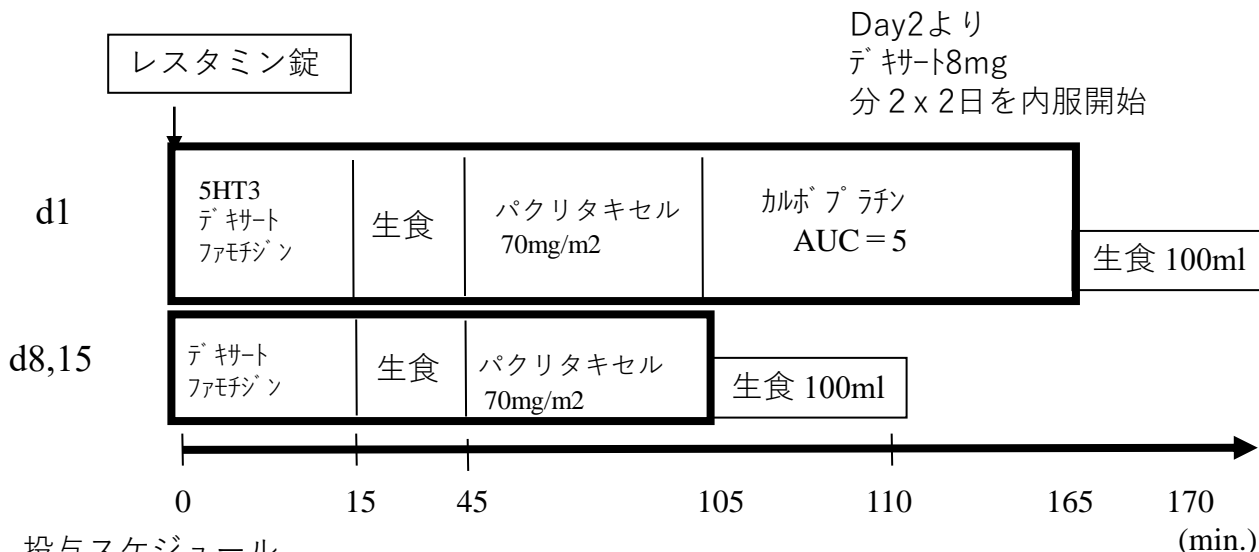 Day2より
デキサート8mg
分2x2日を内服開始
レスタミン錠
d1
5HT3
デキサート
ファモチジン
生食
パクリタキセル
70mg/m2
カルボプラチン
AUC=5
生食 100ml
d8,15
デキサート
ファモチジン
生食
パクリタキセル
70mg/m2
生食 100ml
0 15 45 105 110 165 170
(min.)
投与スケジュール